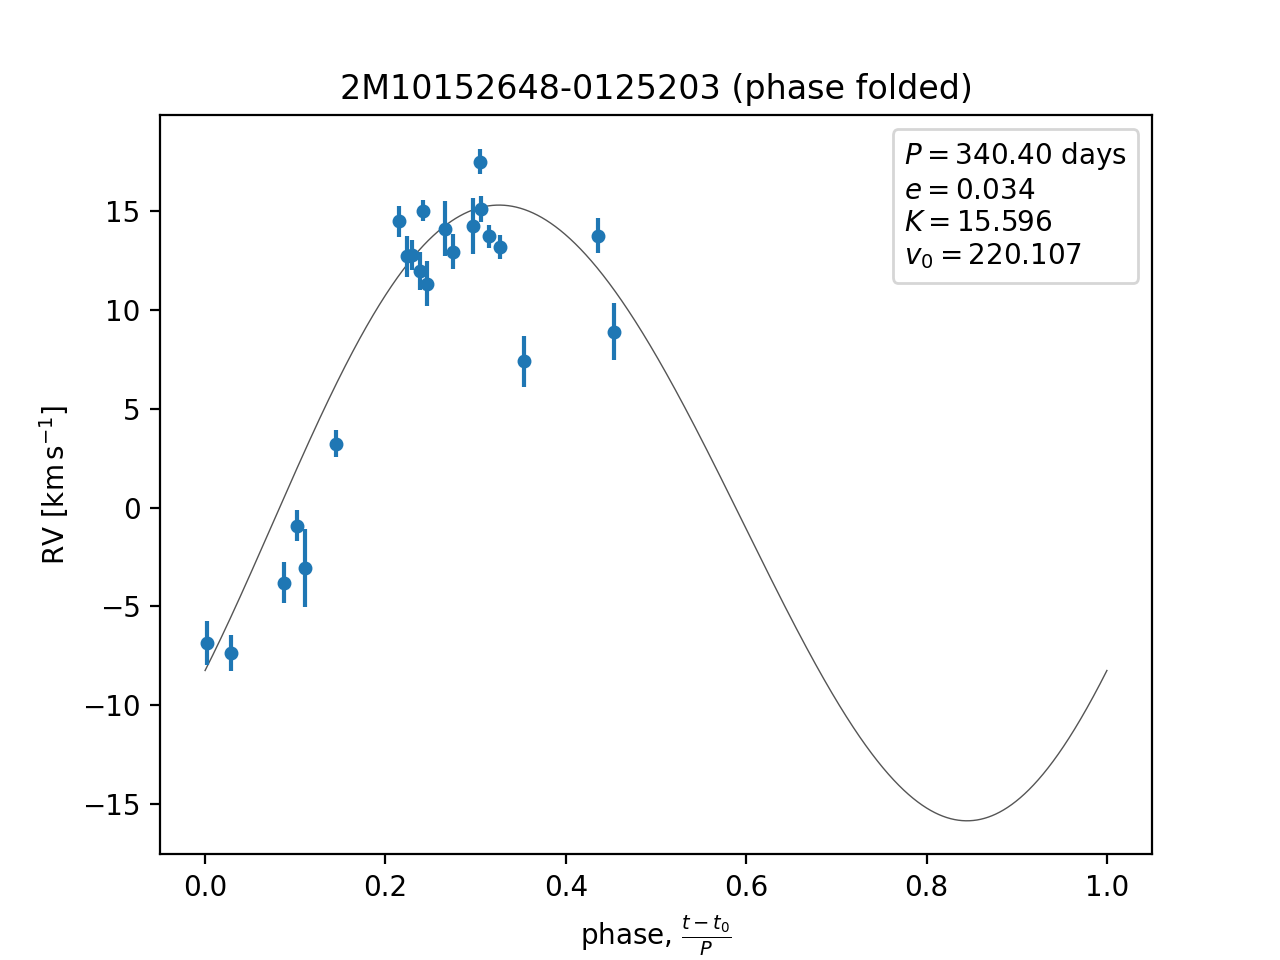 2M10152648-0125203 (phase folded)
P = 340.40 days
e = 0.034
K = 15.596
v₀ = 220.107
RV [km s⁻¹]
15
10
5
0
−5
−10
−15
0.0 0.2 0.4 0.6 0.8 1.0
phase, (t − t₀)/P